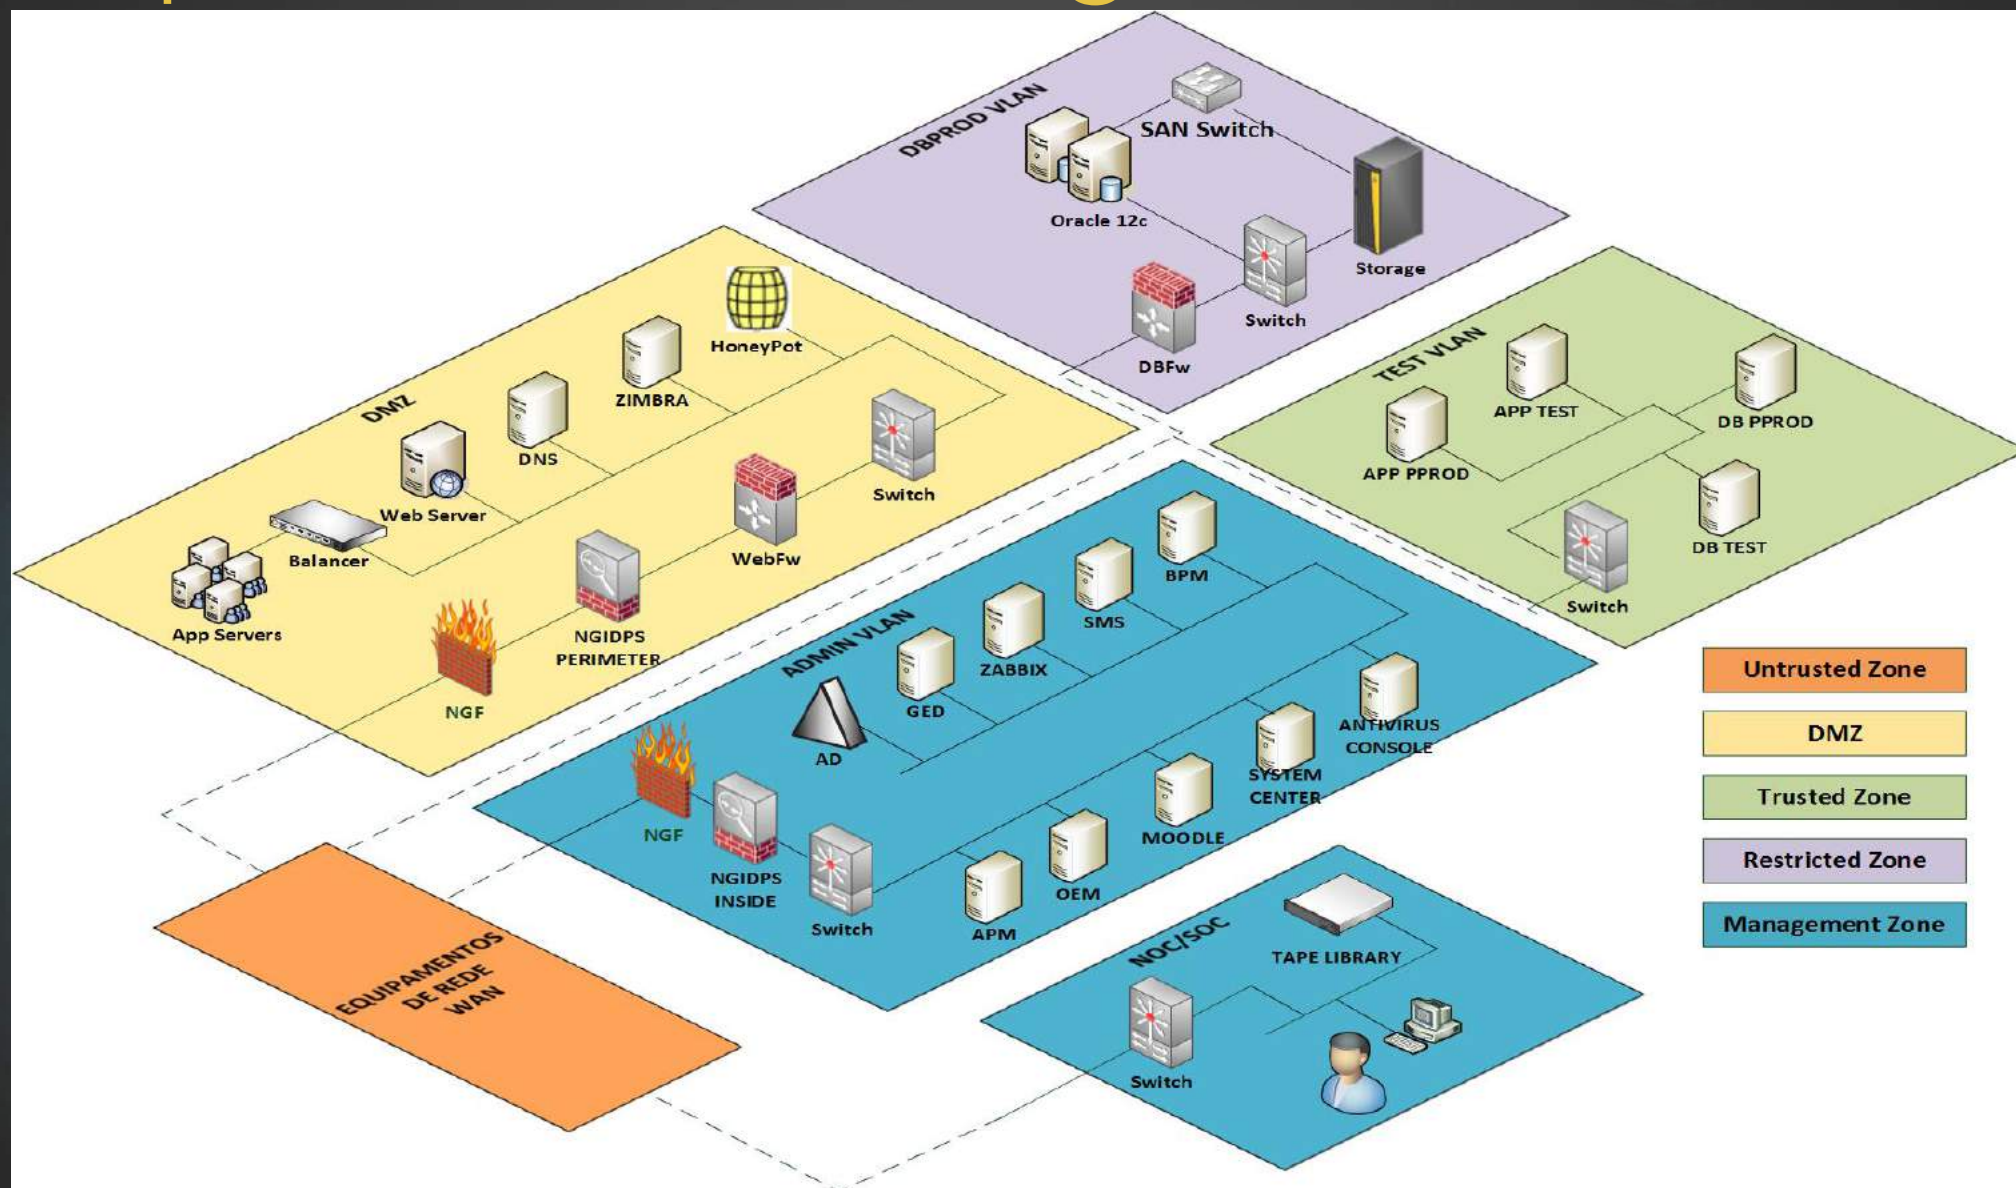 DBPROD VLAN
SAN Switch
Oracle 12c
Storage
Switch
DBFw
DMZ
HoneyPot
ZIMBRA
DNS
Web Server
Balancer
App Servers
Switch
WebFw
NGIDPS
PERIMETER
NGF
TEST VLAN
APP TEST
DB PPROD
APP PPROD
DB TEST
Switch
ADMIN VLAN
BPM
SMS
ZABBIX
GED
AD
NGF
NGIDPS
INSIDE
Switch
ANTIVIRUS
CONSOLE
SYSTEM
CENTER
MOODLE
OEM
APM
NOC/SOC
TAPE LIBRARY
Switch
EQUIPAMENTOS
DE REDE
WAN
Untrusted Zone
DMZ
Trusted Zone
Restricted Zone
Management Zone